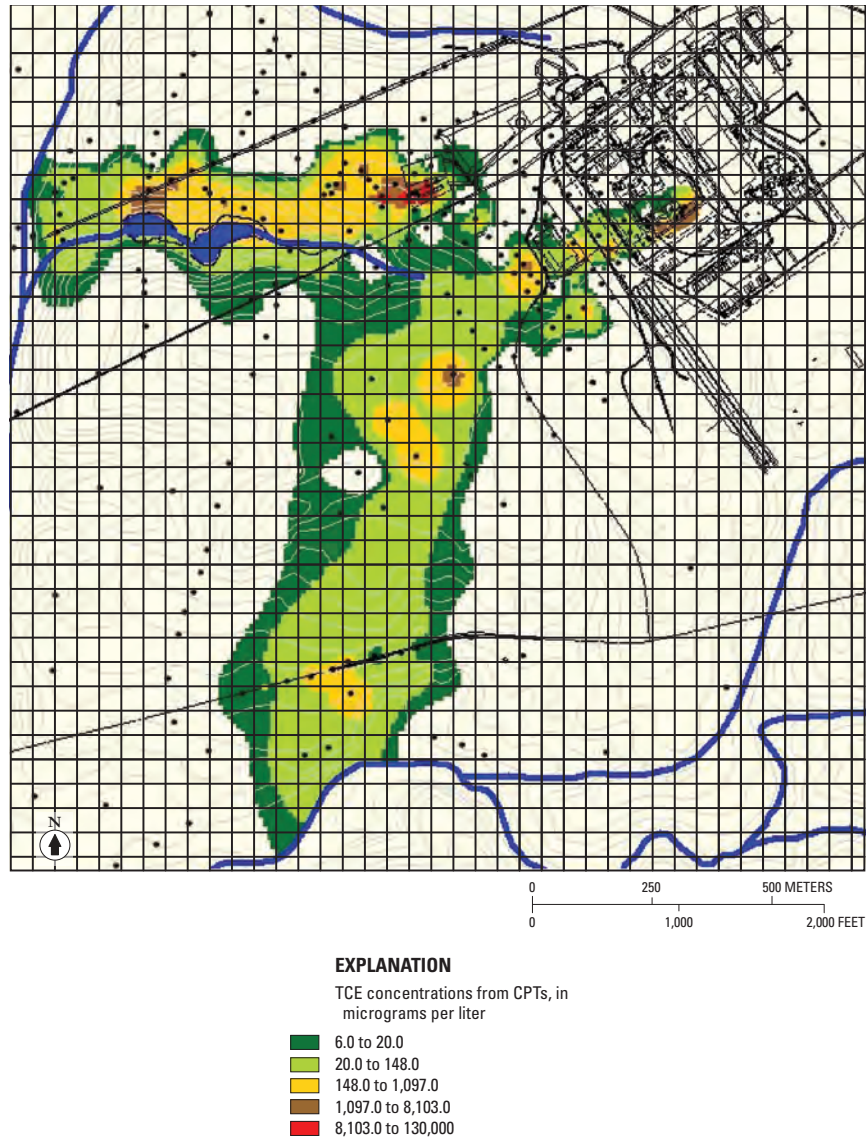 N
0 250 500 METERS
0 1,000 2,000 FEET
EXPLANATION
TCE concentrations from CPTs, in
micrograms per liter
6.0 to 20.0
20.0 to 148.0
148.0 to 1,097.0
1,097.0 to 8,103.0
8,103.0 to 130,000